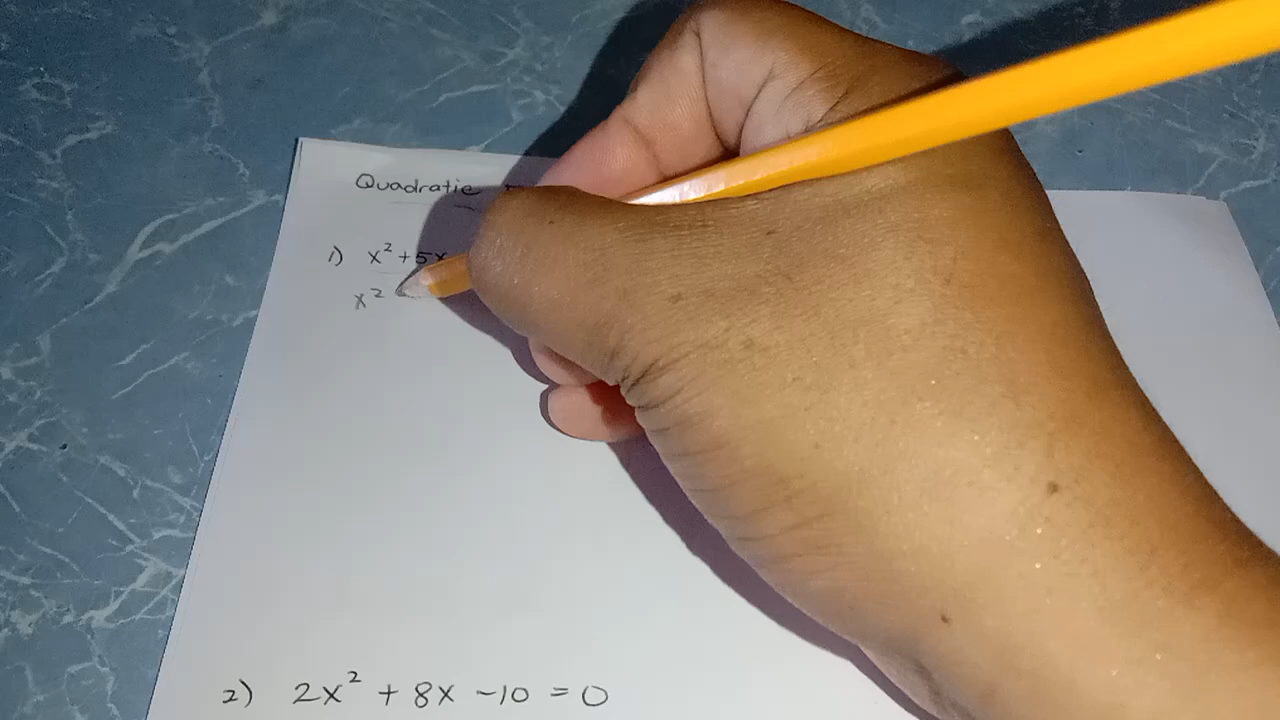 Quadratic
1) x² + 5x
x²
2) 2x² + 8x - 10 = 0